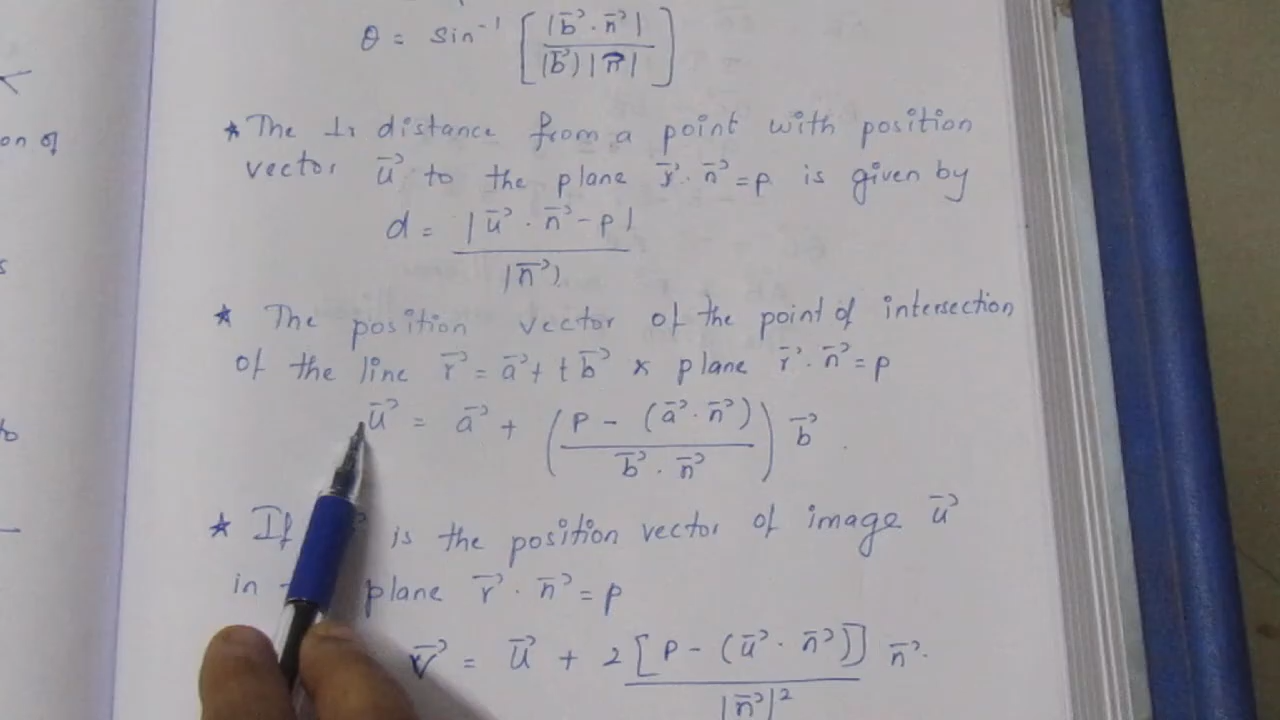 θ = sin⁻¹ [ |b⃗ · n⃗| / |b⃗| |n⃗| ]
on of
* The ⊥r distance from a point with position
vector u⃗ to the plane r⃗ · n⃗ = p is given by
d = |u⃗ · n⃗ - p| / |n⃗|
* The position vector of the point of intersection
of the line r⃗ = a⃗ + t b⃗ x plane r⃗ · n⃗ = p
u⃗ = a⃗ + ( P - (a⃗ · n⃗) / b⃗ · n⃗ ) b⃗ .
* If is the position vector of image u⃗
in plane r⃗ · n⃗ = p
v⃗ = u⃗ + 2[P - (u⃗ · n⃗)] / |n⃗|² n⃗.